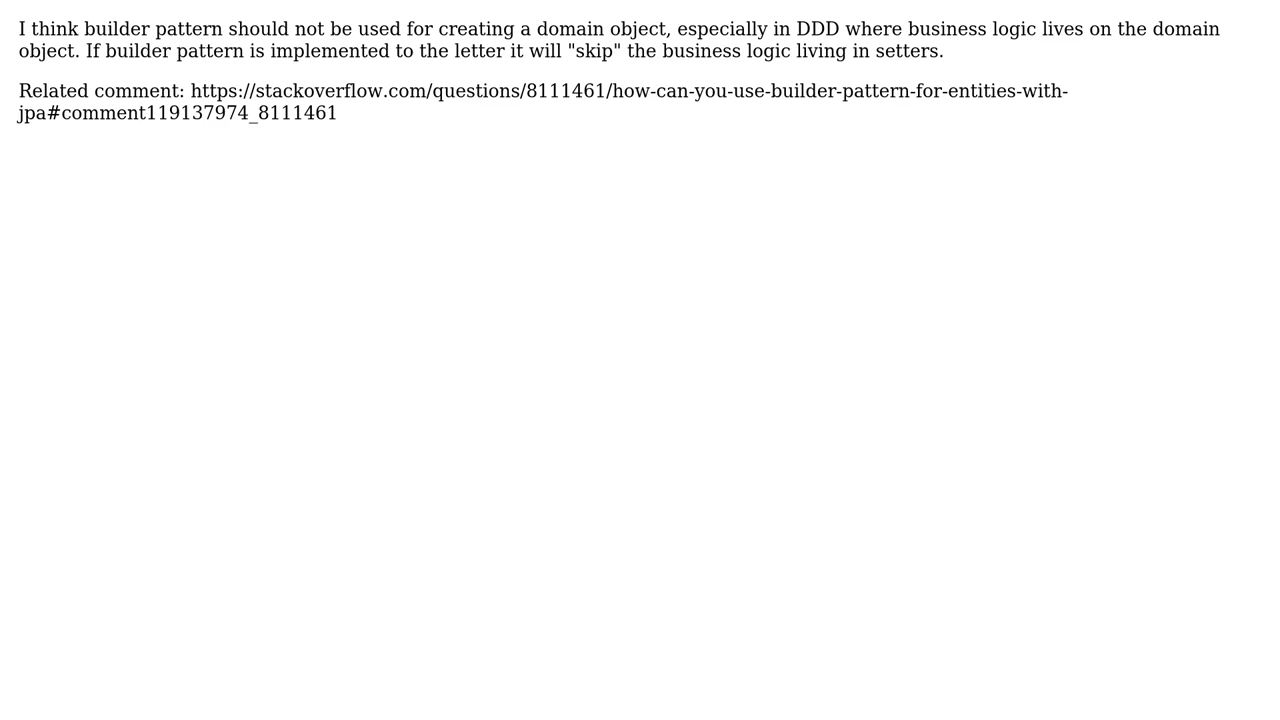 I think builder pattern should not be used for creating a domain object, especially in DDD where business logic lives on the domain
object. If builder pattern is implemented to the letter it will "skip" the business logic living in setters.
Related comment: https://stackoverflow.com/questions/8111461/how-can-you-use-builder-pattern-for-entities-with-
jpa#comment119137974_8111461